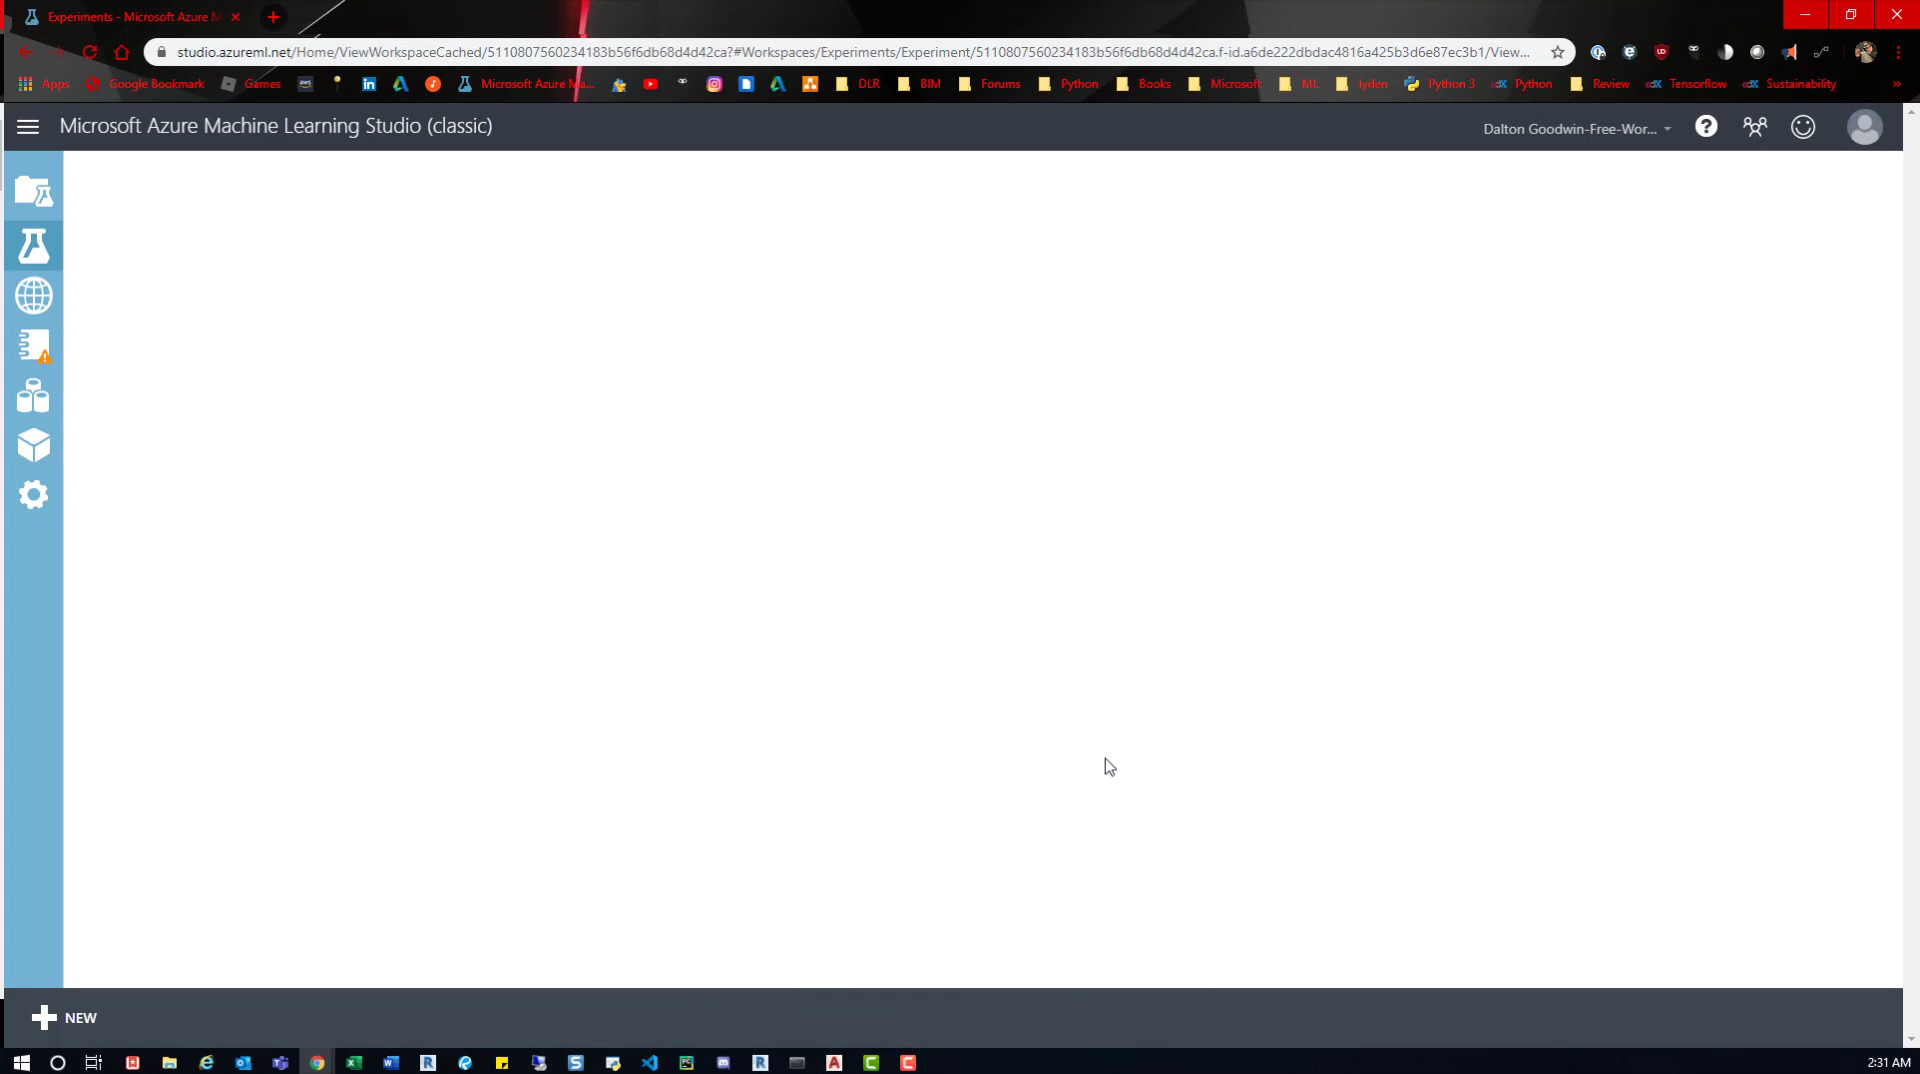 Experiments - Microsoft Azure M
studio.azureml.net/Home/ViewWorkspaceCached/5110807560234183b56f6db68d4d42ca?#Workspaces/Experiments/Experiment/5110807560234183b56f6db68d4d42ca.f-id.a6de222dbdac4816a425b3d6e87ec3b1/View...
Apps Google Bookmark Games Microsoft Azure Ma... DLR BIM Forums Python Books Microsoft ML Iyden Python 3 Python Review Tensorflow Sustainability »
Microsoft Azure Machine Learning Studio (classic)
Dalton Goodwin-Free-Wor...
NEW
2:31 AM